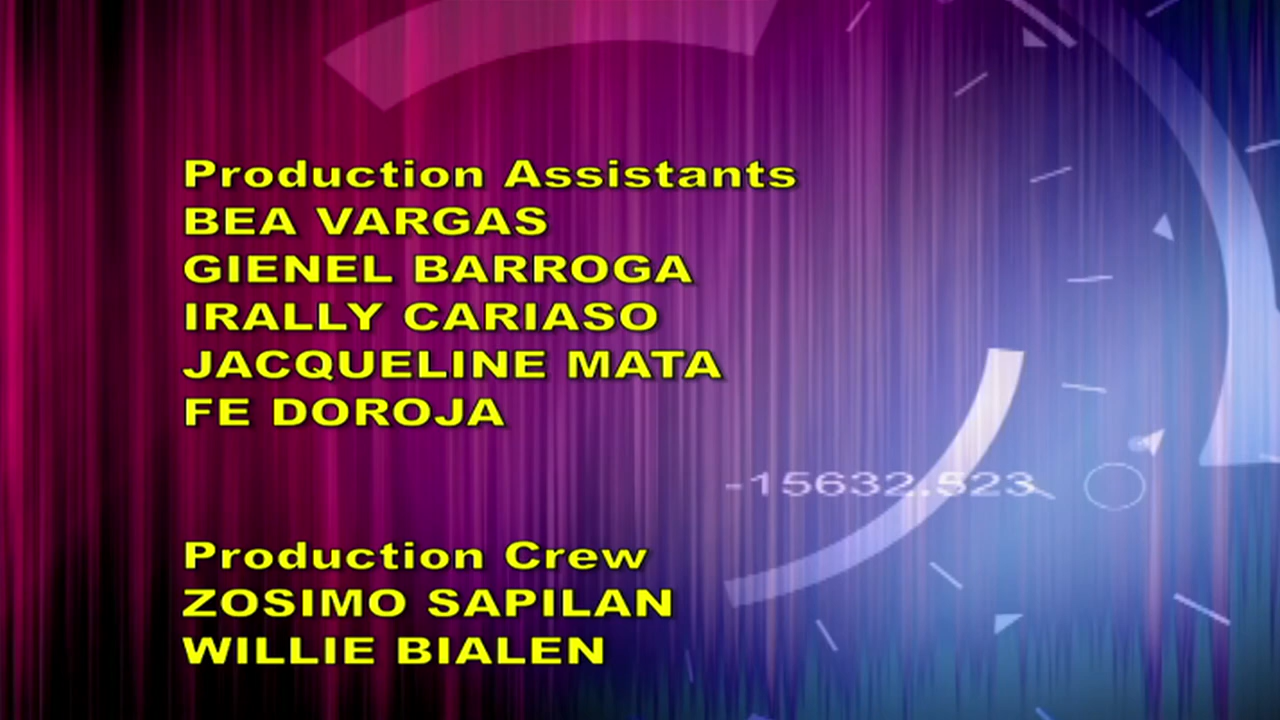 Production Assistants
BEA VARGAS
GIENEL BARROGA
IRALLY CARIASO
JACQUELINE MATA
FE DOROJA
-15632.523
Production Crew
ZOSIMO SAPILAN
WILLIE BIALEN